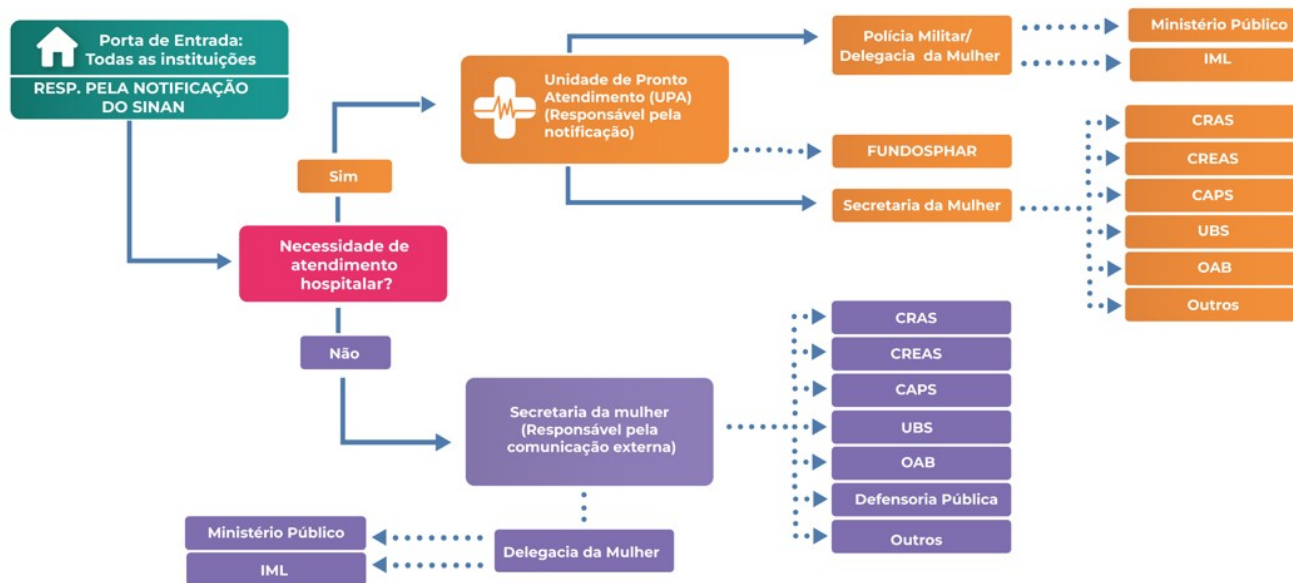 Porta de Entrada:
Todas as instituições
RESP. PELA NOTIFICAÇÃO
DO SINAN
Sim
Necessidade de
atendimento
hospitalar?
Não
Unidade de Pronto
Atendimento (UPA)
(Responsável pela
notificação)
Polícia Militar/
Delegacia da Mulher
Ministério Público
IML
FUNDOSPHAR
Secretaria da Mulher
CRAS
CREAS
CAPS
UBS
OAB
Outros
Secretaria da mulher
(Responsável pela
comunicação externa)
CRAS
CREAS
CAPS
UBS
OAB
Defensoria Pública
Outros
Delegacia da Mulher
Ministério Público
IML